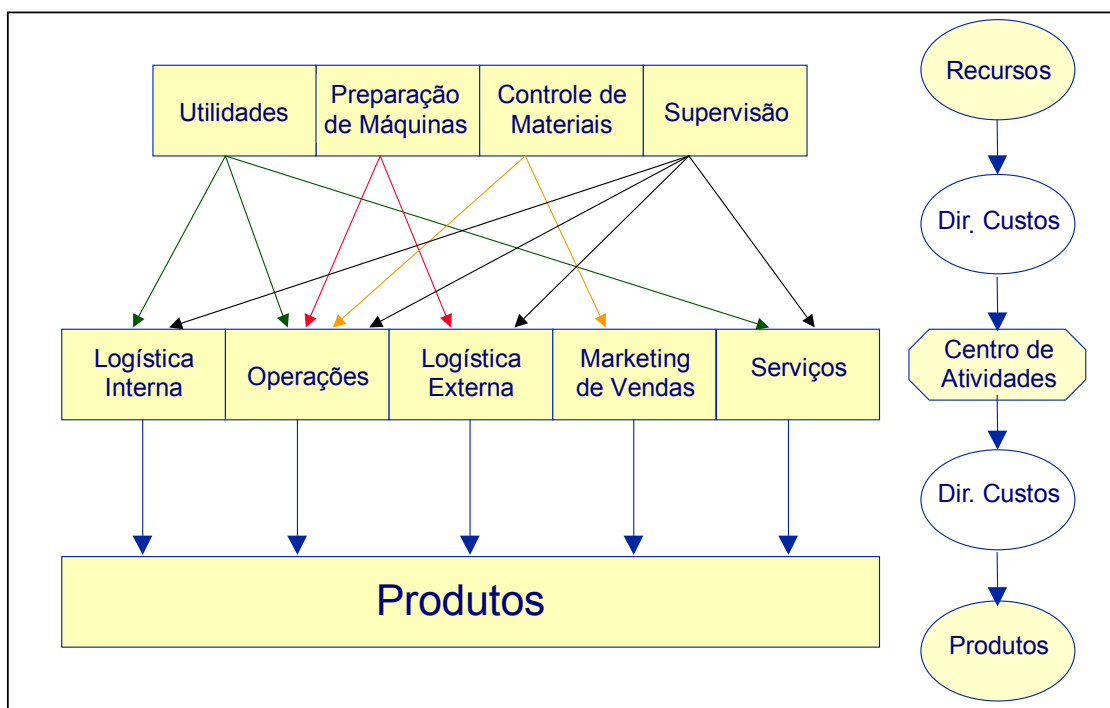 Utilidades
Preparação
de Máquinas
Controle de
Materiais
Supervisão
Logística
Interna
Operações
Logística
Externa
Marketing
de Vendas
Serviços
Produtos
Recursos
Dir. Custos
Centro de
Atividades
Dir. Custos
Produtos